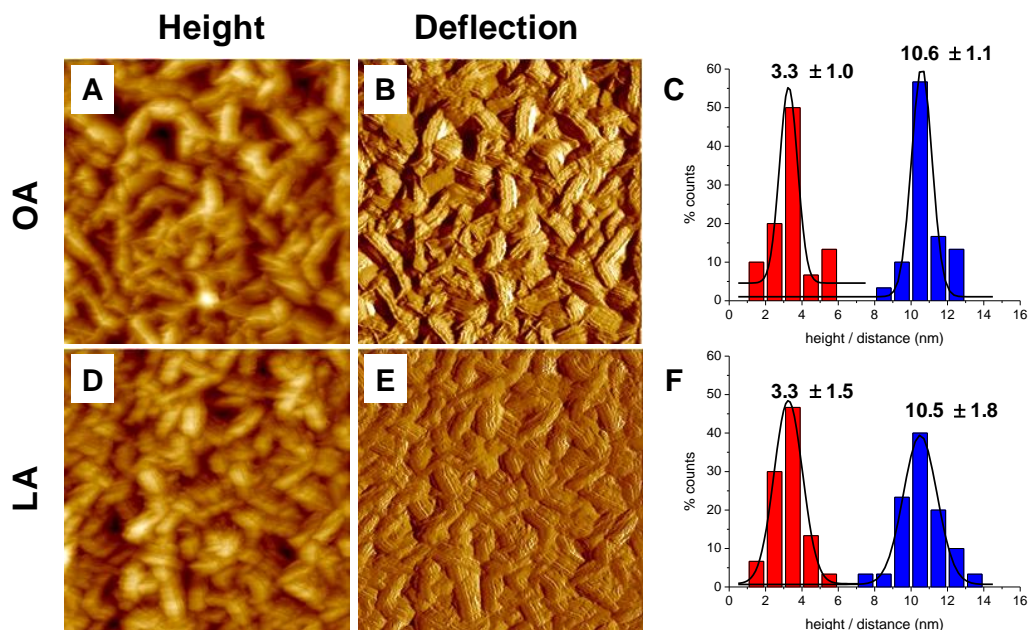 Height
Deflection
OA
A
B
C
3.3 ± 1.0
10.6 ± 1.1
% counts
60
50
40
30
20
10
0
0 2 4 6 8 10 12 14 16
height / distance (nm)
LA
D
E
F
3.3 ± 1.5
10.5 ± 1.8
% counts
60
50
40
30
20
10
0
0 2 4 6 8 10 12 14 16
height / distance (nm)